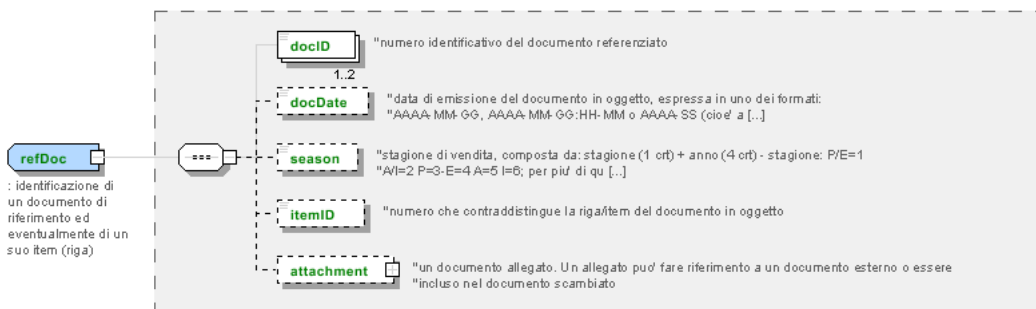 docID
"numero identificativo del documento referenziato
1..2
docDate
"data di emissione del documento in oggetto, espressa in uno dei formati:
"AAAA-MM-GG, AAAA-MM-GG:HH-MM o AAAA-SS (cioe' a [...]
refDoc
: identificazione di
un documento di
riferimento ed
eventualmente di un
suo item (riga)
season
"stagione di vendita, composta da: stagione (1 crt) + anno (4 crt) - stagione: P/E=1
"A/I=2 P=3-E=4 A=5 I=6; per piu' di qu [...]
itemID
"numero che contraddistingue la riga/item del documento in oggetto
attachment
"un documento allegato. Un allegato puo' fare riferimento a un documento esterno o essere
"incluso nel documento scambiato